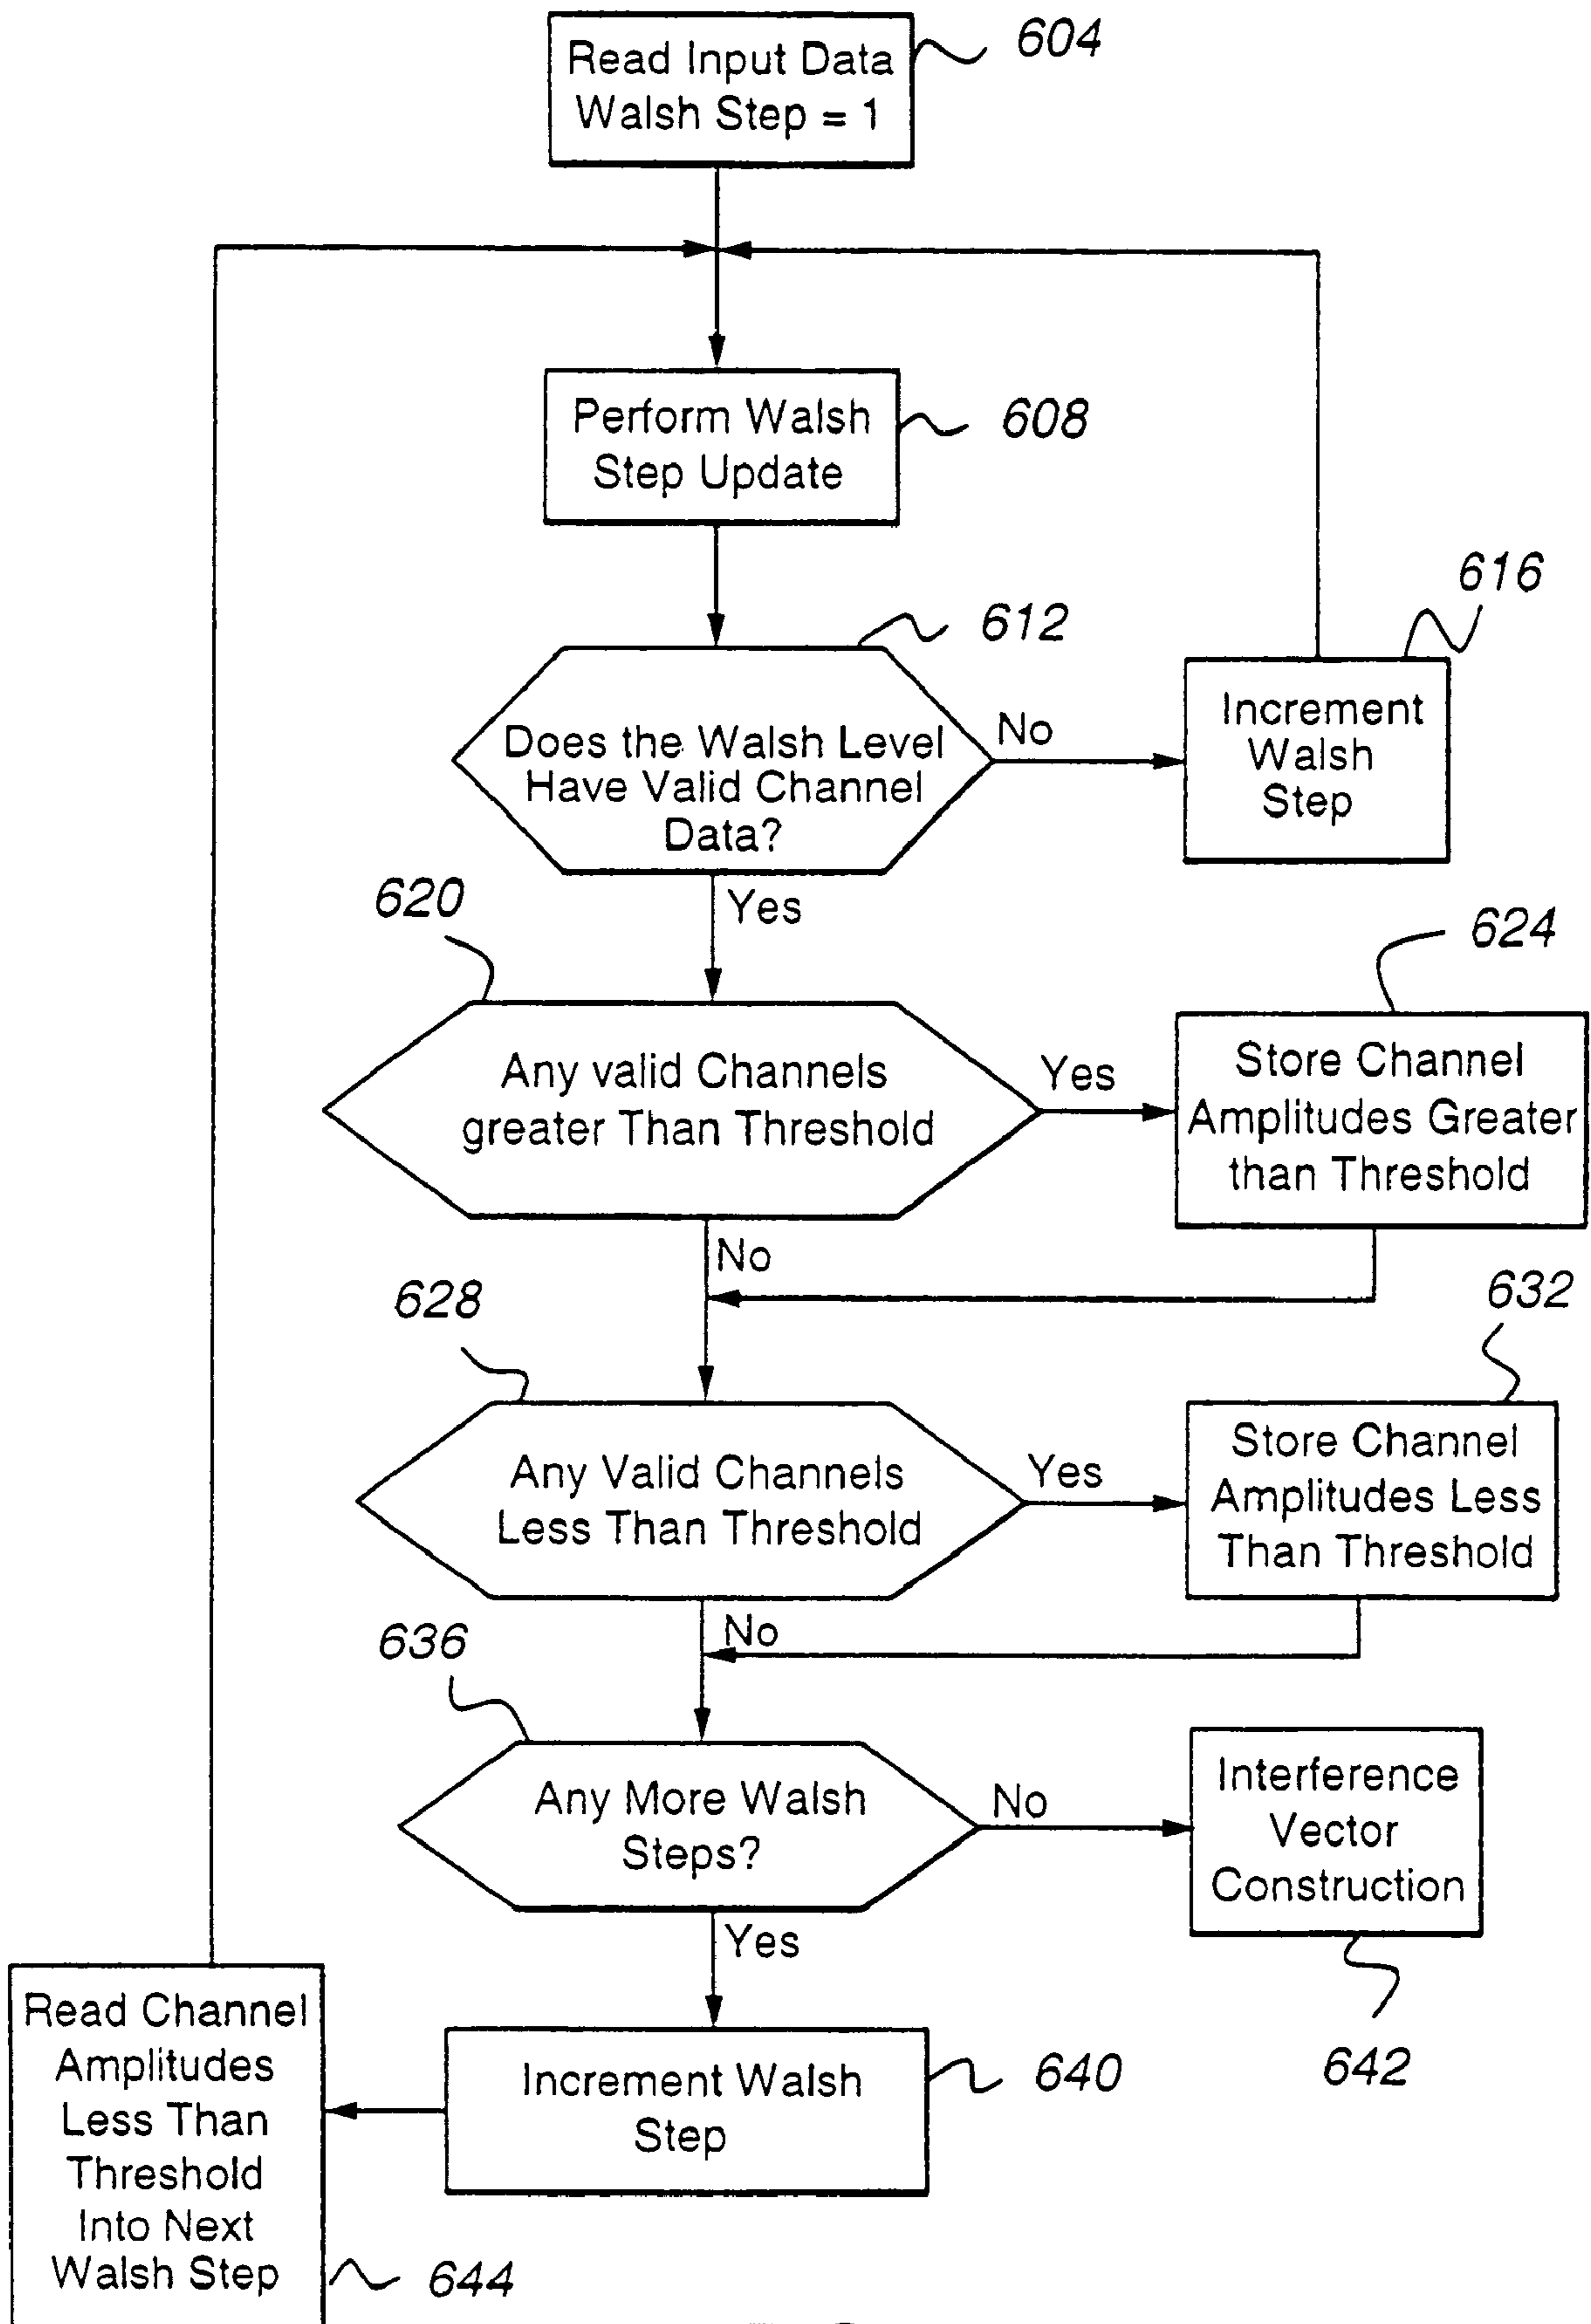 Read Input Data
Walsh Step = 1
604
Perform Walsh
Step Update
608
612
Does the Walsh Level
Have Valid Channel
Data?
No
616
Increment
Walsh
Step
Yes
620
Any valid Channels
greater Than Threshold
Yes
624
Store Channel
Amplitudes Greater
than Threshold
No
628
Any Valid Channels
Less Than Threshold
Yes
632
Store Channel
Amplitudes Less
Than Threshold
No
636
Any More Walsh
Steps?
No
Interference
Vector
Construction
642
Yes
Increment Walsh
Step
640
Read Channel
Amplitudes
Less Than
Threshold
Into Next
Walsh Step
644